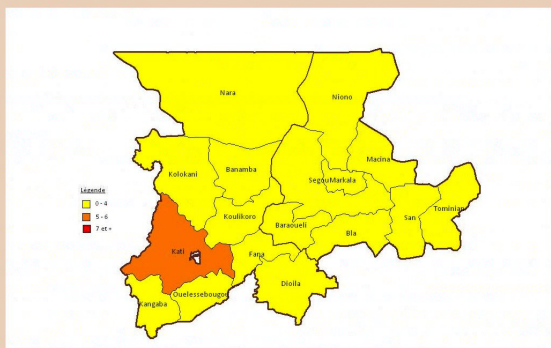 Nara
Niono
Macina
Kolokani
Banamba
SegouMarkala
Légende
0 - 4
5 - 6
7 et +
Koulikoro
Baraoueli
Bla
San
Tominian
Kati
Fana
Dioila
Ouelessebougou
Kangaba